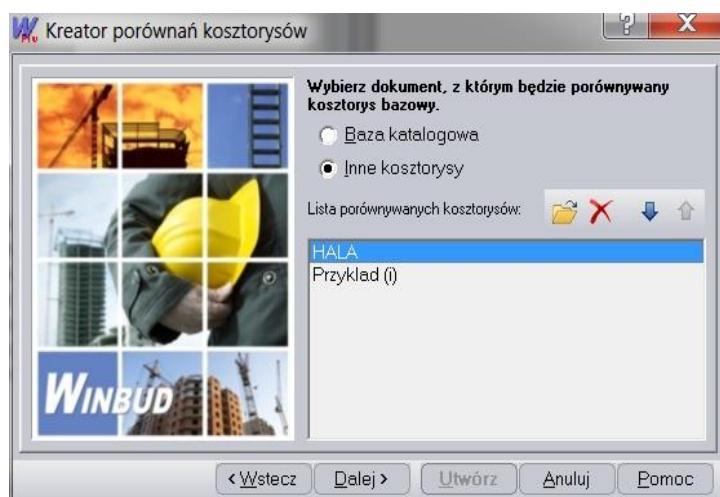 Kreator porównań kosztorysów
Wybierz dokument, z którym będzie porównywany
kosztorys bazowy.
Baza katalogowa
Inne kosztorysy
Lista porównywanych kosztorysów:
HALA
Przyklad (i)
WINBUD
< Wstecz
Dalej >
Utwórz
Anuluj
Pomoc